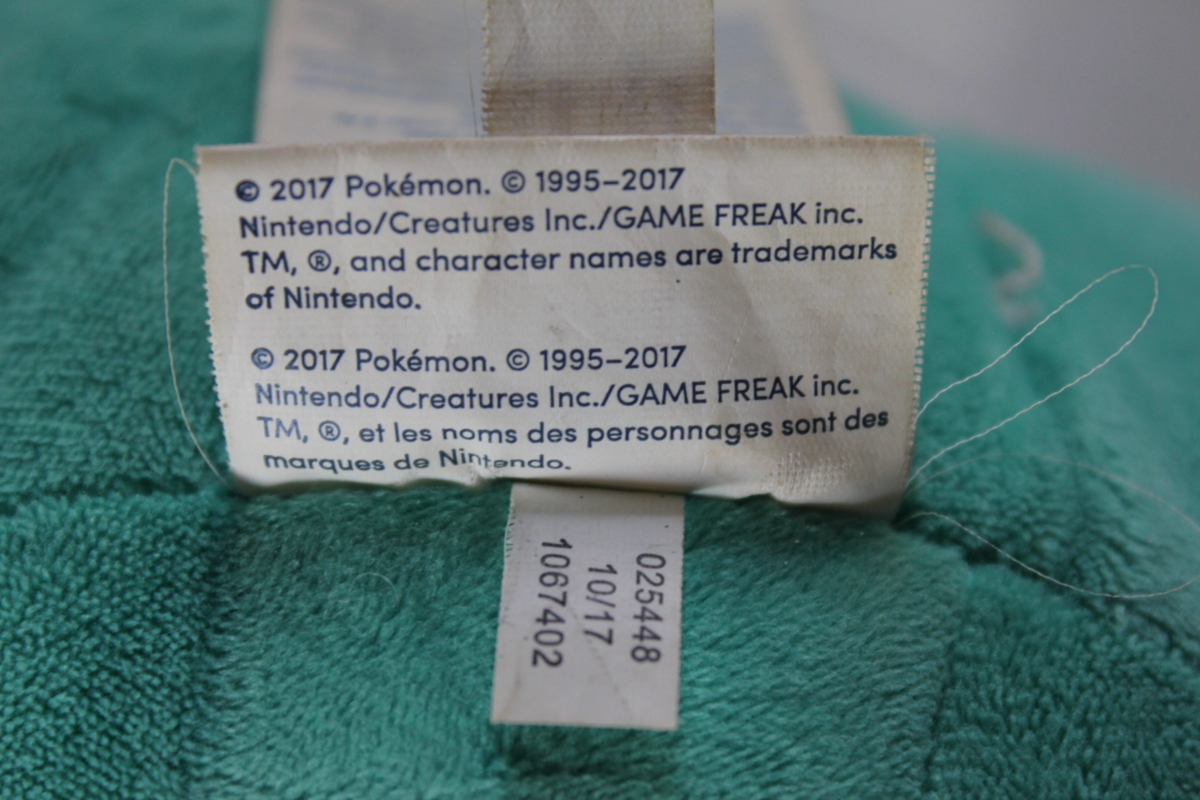 © 2017 Pokémon. © 1995–2017
Nintendo/Creatures Inc./GAME FREAK inc.
TM, ®, and character names are trademarks
of Nintendo.
© 2017 Pokémon. © 1995–2017
Nintendo/Creatures Inc./GAME FREAK inc.
TM, ®, et les noms des personnages sont des
marques de Nintendo.
025448
10/17
1067402